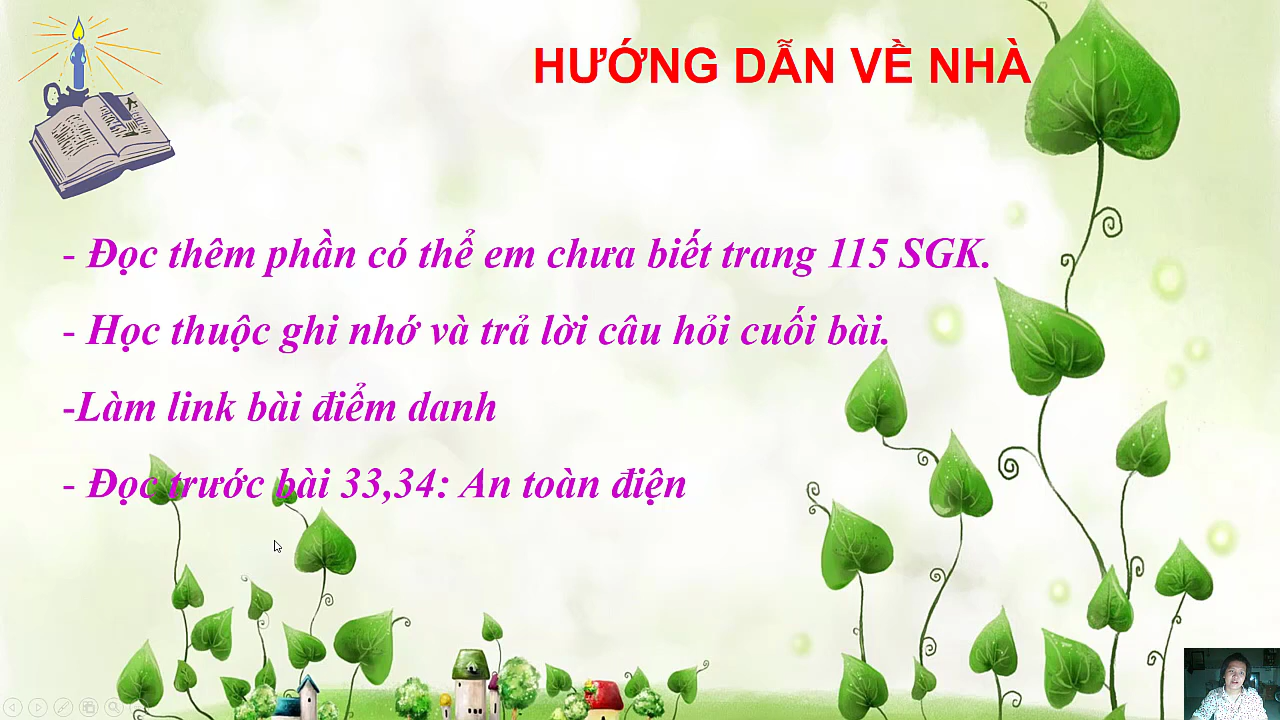 HƯỚNG DẪN VỀ NHÀ
- Đọc thêm phần có thể em chưa biết trang 115 SGK.
- Học thuộc ghi nhớ và trả lời câu hỏi cuối bài.
-Làm link bài điểm danh
- Đọc trước bài 33,34: An toàn điện